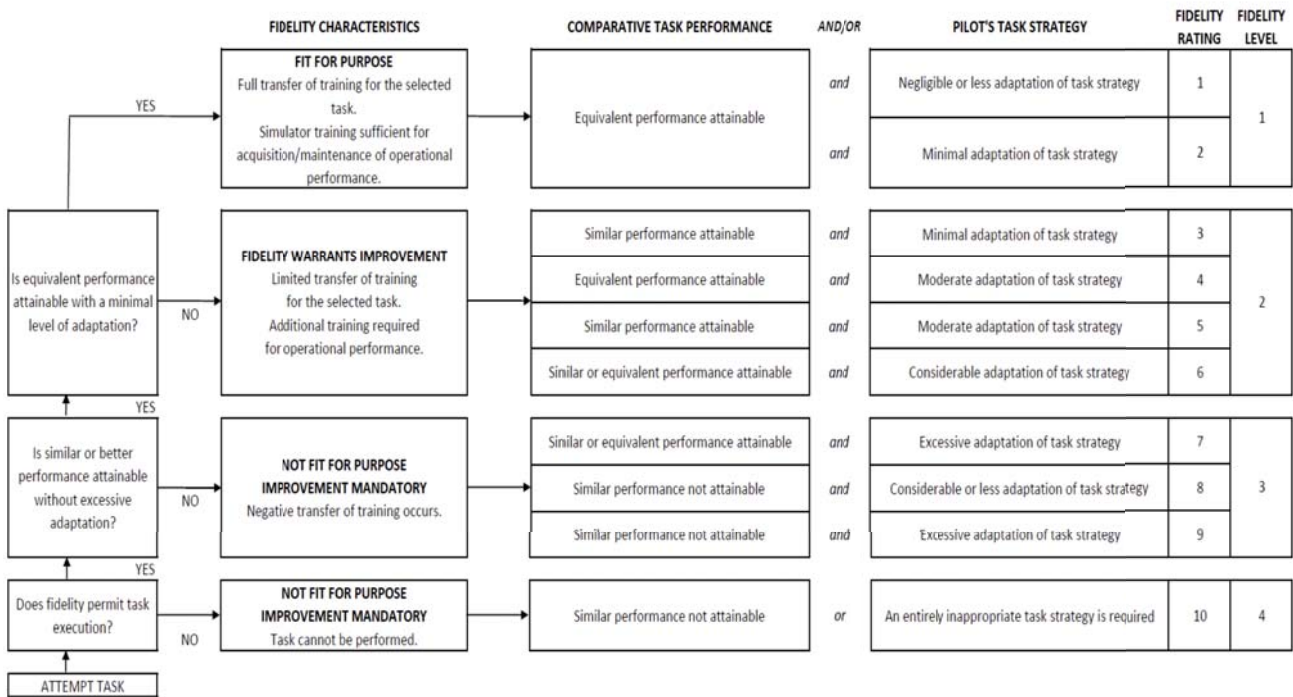 FIDELITY CHARACTERISTICS
COMPARATIVE TASK PERFORMANCE
AND/OR
PILOT'S TASK STRATEGY
FIDELITY
RATING
FIDELITY
LEVEL
YES
FIT FOR PURPOSE
Full transfer of training for the selected
task.
Simulator training sufficient for
acquisition/maintenance of operational
performance.
Equivalent performance attainable
and
Negligible or less adaptation of task strategy
1
and
Minimal adaptation of task strategy
2
1
Is equivalent performance
attainable with a minimal
level of adaptation?
NO
FIDELITY WARRANTS IMPROVEMENT
Limited transfer of training
for the selected task.
Additional training required
for operational performance.
Similar performance attainable
and
Minimal adaptation of task strategy
3
Equivalent performance attainable
and
Moderate adaptation of task strategy
4
Similar performance attainable
and
Moderate adaptation of task strategy
5
Sinilar or equivalent performance attainable
and
Considerable adaptation of task strategy
6
2
YES
Is similar or better
performance attainable
without excessive
adaptation?
NO
NOT FIT FOR PURPOSE
IMPROVEMENT MANDATORY
Negative transfer of training occurs.
Sinilar or equivalent performance attainable
and
Excessive adaptation of task strategy
7
Similar performance not attainable
and
Considerable or less adaptation of task strategy
8
Similar performance not attainable
and
Excessive adaptation of task strategy
9
3
YES
Does fidelity permit task
execution?
NO
NOT FIT FOR PURPOSE
IMPROVEMENT MANDATORY
Task cannot be performed.
Similar performance not attainable
or
An entirely inappropriate task strategy is required
10
4
ATTEMPT TASK